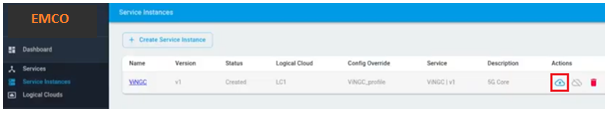 EMCO
Service Instances
Dashboard
Services
Service Instances
Logical Clouds
+ Create Service Instance
Name Version Status Logical Cloud Config Override Service Description Actions
ViNGC v1 Created LC1 ViNGC_profile ViNGC | v1 5G Core